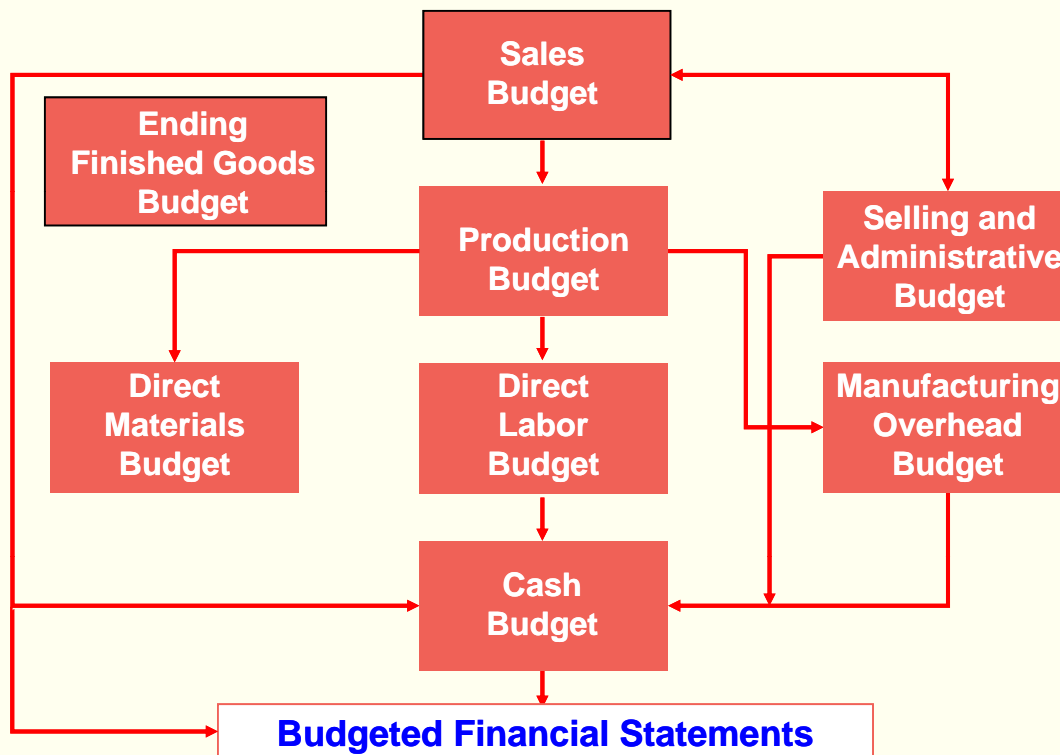 Sales
Budget
Ending
Finished Goods
Budget
Production
Budget
Selling and
Administrative
Budget
Direct
Materials
Budget
Direct
Labor
Budget
Manufacturing
Overhead
Budget
Cash
Budget
Budgeted Financial Statements